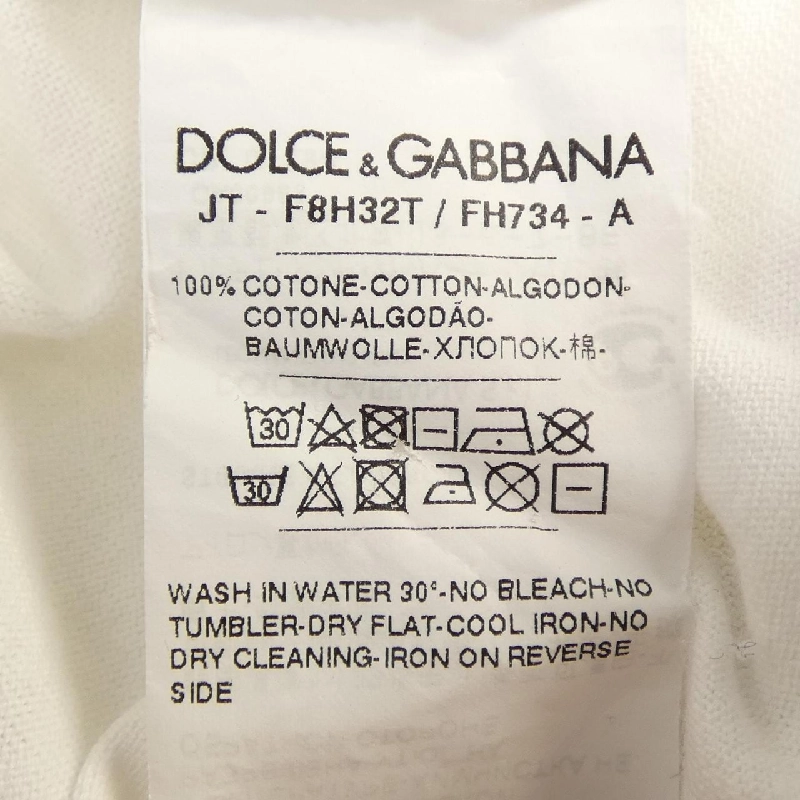 DOLCE & GABBANA
JT - F8H32T / FH734 - A
100% COTONE-COTTON-ALGODON-
COTON-ALGODÃO-
BAUMWOLLE-ХЛОПОК-棉-
30
30
WASH IN WATER 30°-NO BLEACH-NO
TUMBLER-DRY FLAT-COOL IRON-NO
DRY CLEANING-IRON ON REVERSE
SIDE